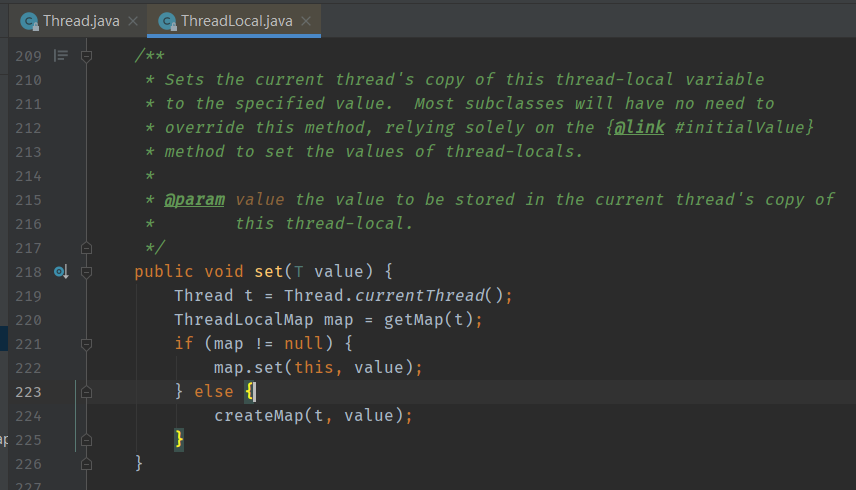 Thread.java × ThreadLocal.java ×
209 /**
210 * Sets the current thread's copy of this thread-local variable
211 * to the specified value.  Most subclasses will have no need to
212 * override this method, relying solely on the {@link #initialValue}
213 * method to set the values of thread-locals.
214 *
215 * @param value the value to be stored in the current thread's copy of
216 *        this thread-local.
217 */
218 public void set(T value) {
219 Thread t = Thread.currentThread();
220 ThreadLocalMap map = getMap(t);
221 if (map != null) {
222 map.set(this, value);
223 } else {
224 createMap(t, value);
225 }
226 }
227